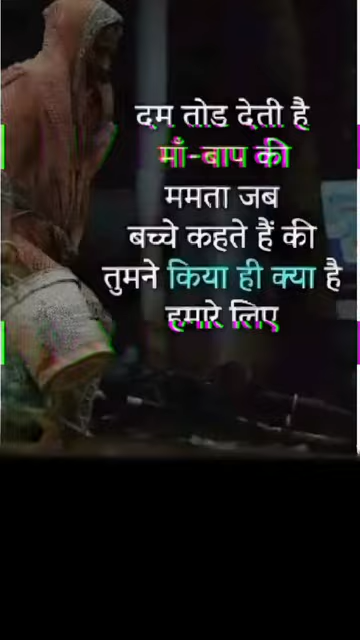 दम तोड देती है
माँ-बाप की
ममता जब
बच्चे कहते हैं की
तुमने किया ही क्या है
हमारे लिए